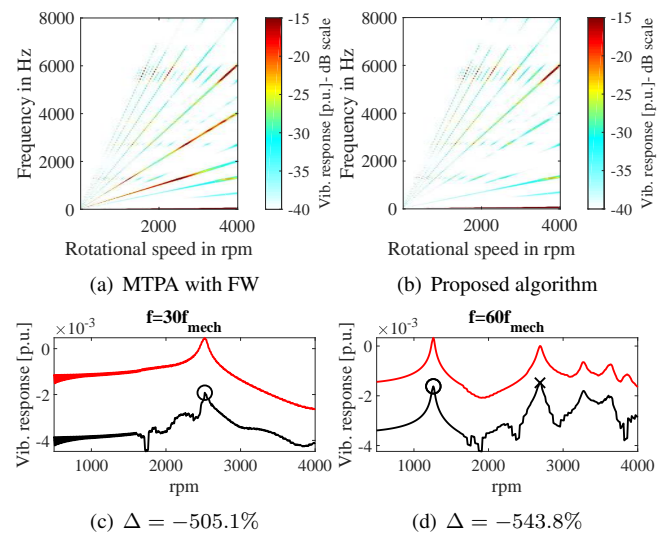 8000
6000
4000
2000
0
Frequency in Hz
2000 4000
Rotational speed in rpm
-15
-20
-25
-30
-35
-40
Vib. response [p.u.]- dB scale
(a) MTPA with FW
8000
6000
4000
2000
0
Frequency in Hz
2000 4000
Rotational speed in rpm
-15
-20
-25
-30
-35
-40
Vib. response [p.u.]- dB scale
(b) Proposed algorithm
×10⁻³ f=30f_mech
0
-2
-4
Vib. response [p.u.]
1000 2000 3000 4000
rpm
(c) Δ = −505.1%
×10⁻³ f=60f_mech
0
-2
-4
Vib. response [p.u.]
1000 2000 3000 4000
rpm
(d) Δ = −543.8%